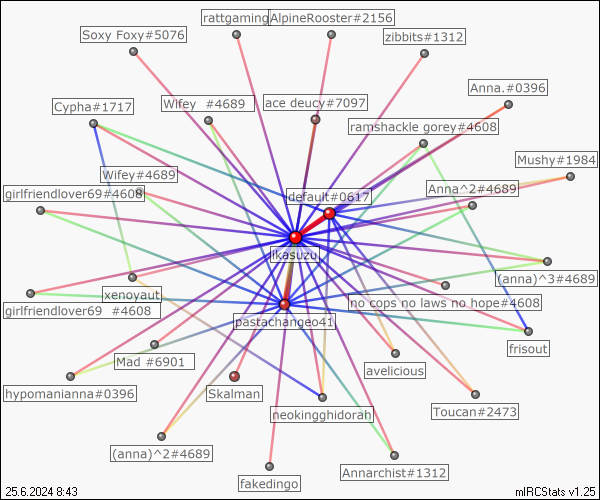 rattgaming
AlpineRooster#2156
Soxy Foxy#5076
zibbits#1312
Anna.#0396
Cypha#1717
Wifey #4689
ace deucy#7097
ramshackle gorey#4608
Mushy#1984
Wifey#4689
girlfriendlover69#4608
default#0617
Anna^2#4689
ikasuzu
(anna)^3#4689
xenoyaut
no cops no laws no hope#4608
girlfriendlover69 #4608
pastachangeo41
frisout
Mad #6901
avelicious
hypomanianna#0396
Skalman
neokingghidorah
Toucan#2473
(anna)^2#4689
Annarchist#1312
fakedingo
25.6.2024 8:43
mIRCStats v1.25